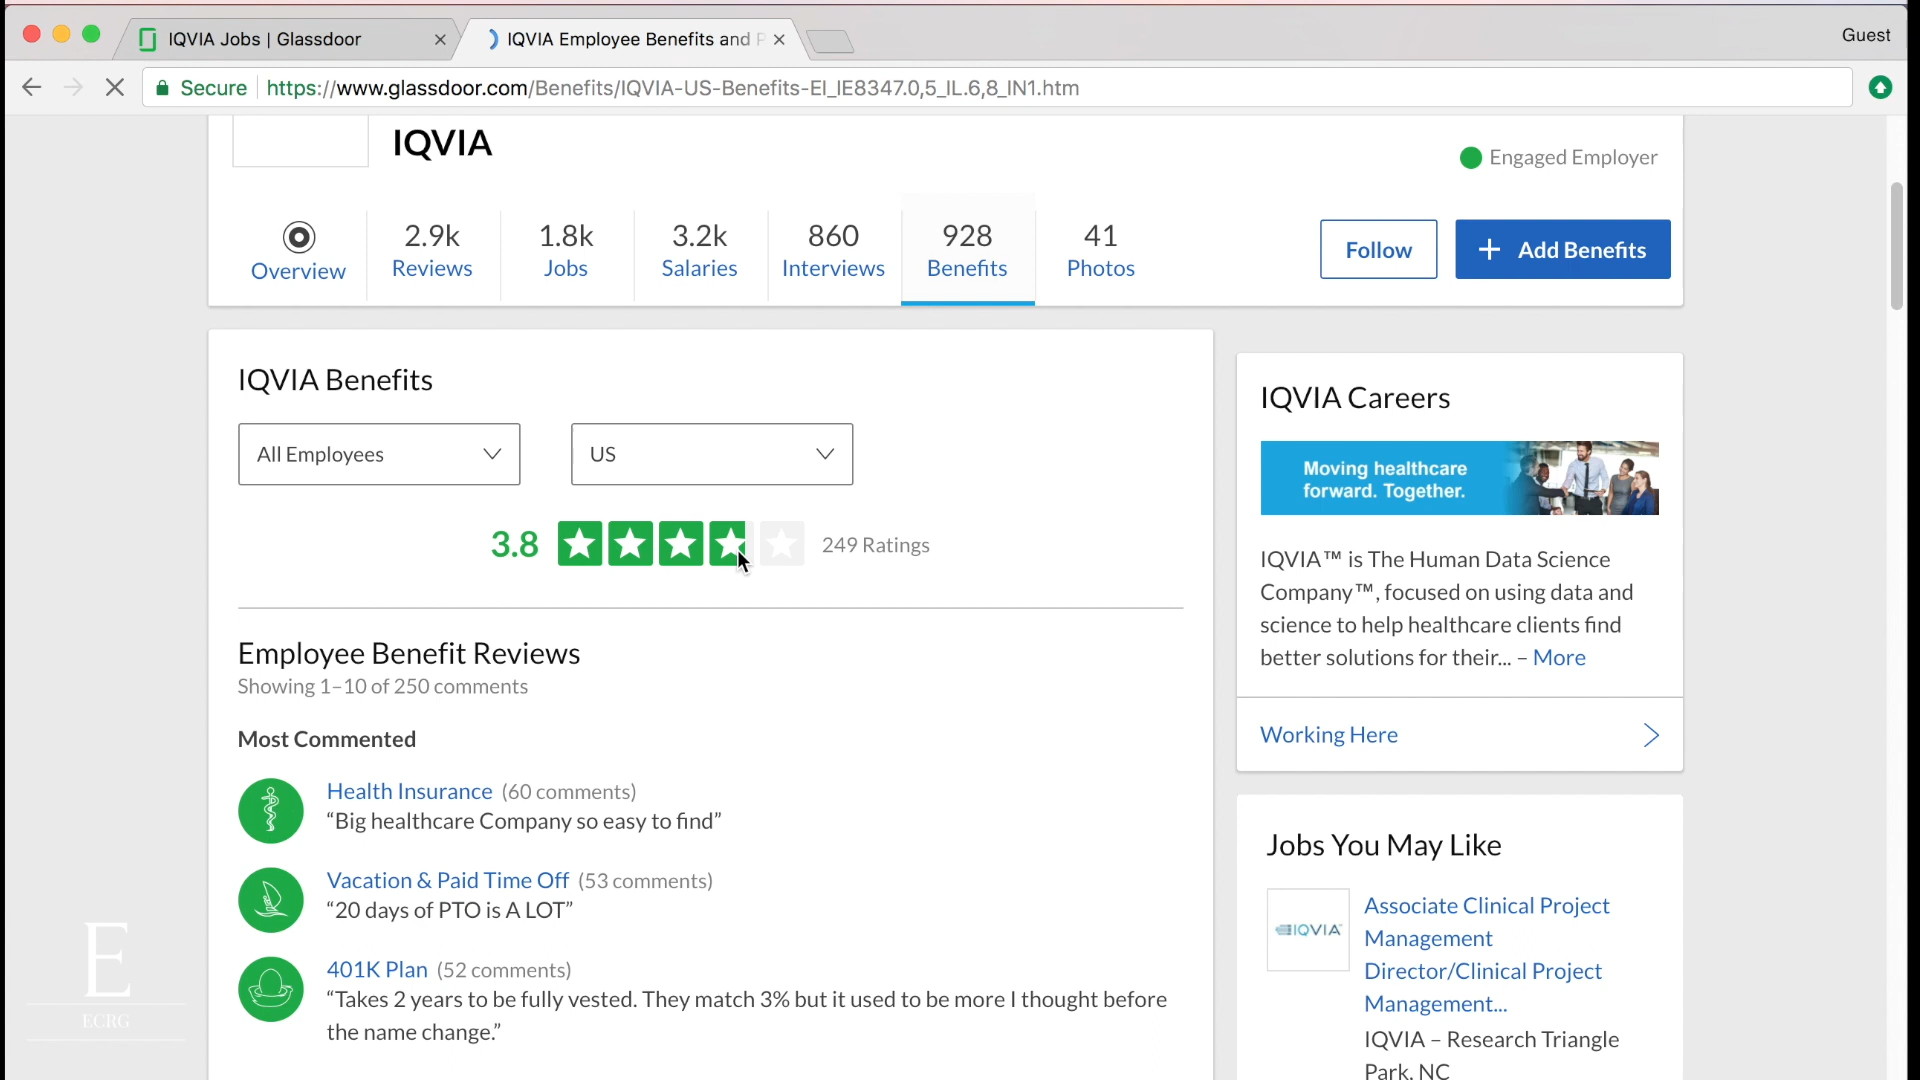 IQVIA Jobs | Glassdoor
IQVIA Employee Benefits and P
Guest
Secure
https://www.glassdoor.com/Benefits/IQVIA-US-Benefits-EI_IE8347.0,5_IL.6,8_IN1.htm
IQVIA
Engaged Employer
Overview
2.9k
Reviews
1.8k
Jobs
3.2k
Salaries
860
Interviews
928
Benefits
41
Photos
Follow
+ Add Benefits
IQVIA Benefits
All Employees
US
3.8
249 Ratings
Employee Benefit Reviews
Showing 1–10 of 250 comments
Most Commented
Health Insurance (60 comments)
“Big healthcare Company so easy to find”
Vacation & Paid Time Off (53 comments)
“20 days of PTO is A LOT”
401K Plan (52 comments)
“Takes 2 years to be fully vested. They match 3% but it used to be more I thought before
the name change.”
IQVIA Careers
Moving healthcare
forward. Together.
IQVIA™ is The Human Data Science
Company™, focused on using data and
science to help healthcare clients find
better solutions for their... – More
Working Here
Jobs You May Like
IQVIA
Associate Clinical Project
Management
Director/Clinical Project
Management...
IQVIA – Research Triangle
Park, NC
E
ECRG